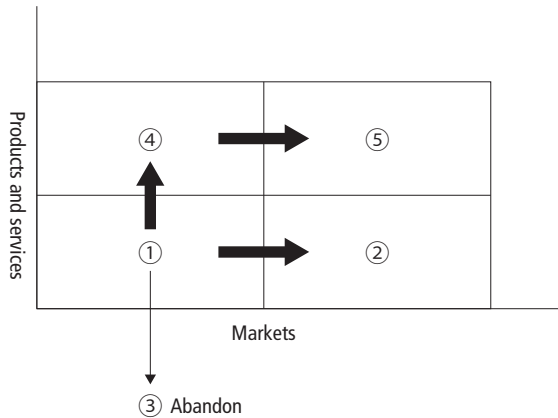 Products and services
④
⑤
①
②
Markets
③ Abandon